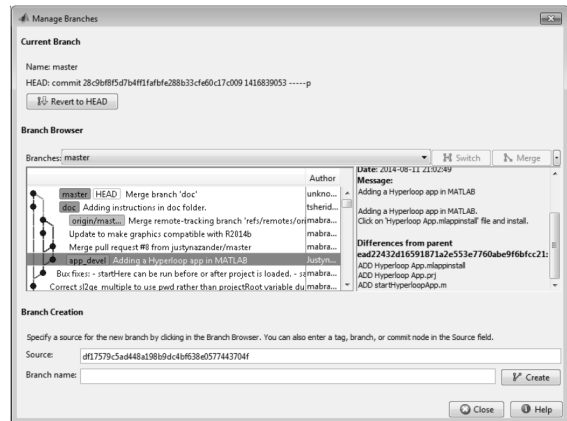 Manage Branches
Current Branch
Name: master
HEAD: commit 28c9bf8f5d7b4ff1fafbfe288b33cfe60c17c009 1416839053 -----p
Revert to HEAD
Branch Browser
Branches: master
Switch
Merge
Author
master HEAD Merge branch 'doc' unkno...
doc Adding instructions in doc folder. tsherid...
origin/mast... Merge remote-tracking branch 'refs/remotes/ori mabra...
Update to make graphics compatible with R2014b mabra...
Merge pull request #8 from justynazander/master mabra...
app_devel Adding a Hyperloop app in MATLAB Justyn...
Bux fixes: - startHere can be run before or after project is loaded. - sa mabra...
Correct sl2ge_multiple to use pwd rather than projectRoot variable du mabra...
Date: 2014-08-11 21:02:49
Message:
Adding a Hyperloop app in MATLAB
Adding a Hyperloop app in MATLAB.
Click on 'Hyperloop App.mlappinstall' file and install.
Differences from parent
ead22432d16591871a2e553e7760abe9f6bfcc21:
ADD Hyperloop App.mlappinstall
ADD Hyperloop App.prj
ADD startHyperloopApp.m
Branch Creation
Specify a source for the new branch by clicking in the Branch Browser. You can also enter a tag, branch, or commit node in the Source field.
Source: df17579c5ad448a198b9dc4bf638e0577443704f
Branch name:
Create
Close
Help